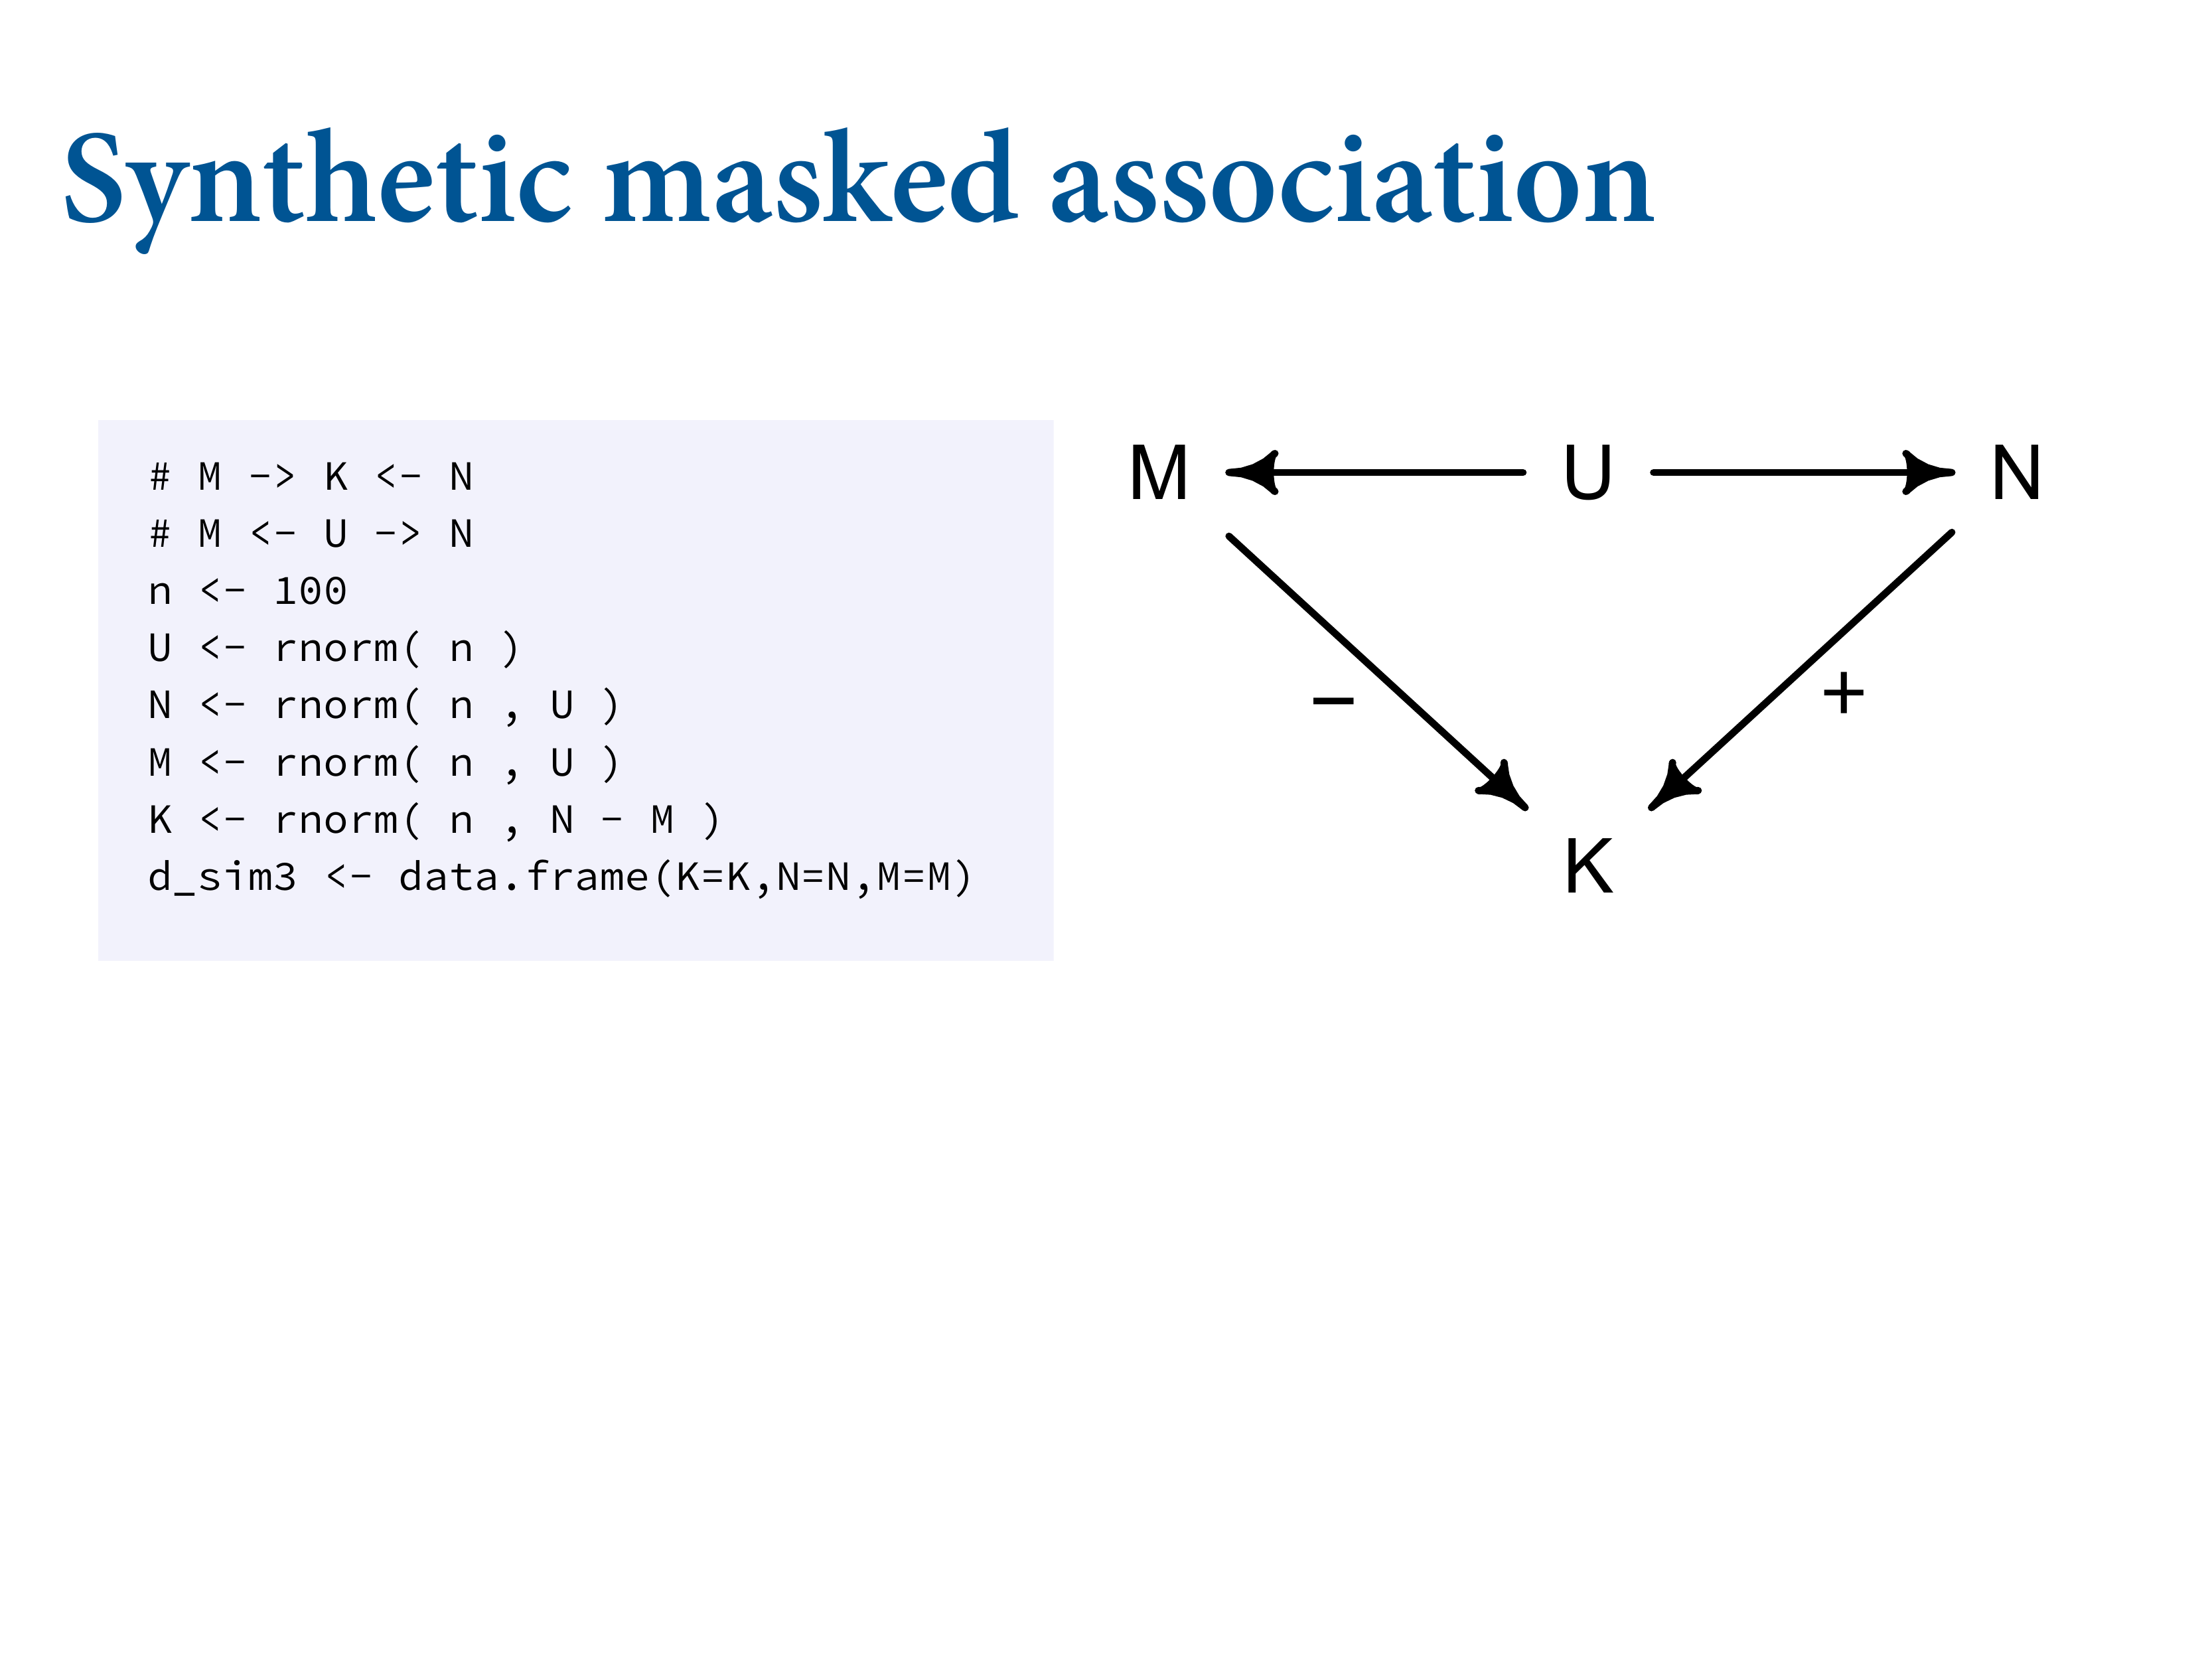 Synthetic masked association
# M -> K <- N
# M <- U -> N
n <- 100
U <- rnorm( n )
N <- rnorm( n , U )
M <- rnorm( n , U )
K <- rnorm( n , N - M )
d_sim3 <- data.frame(K=K,N=N,M=M)
M U N
– +
K